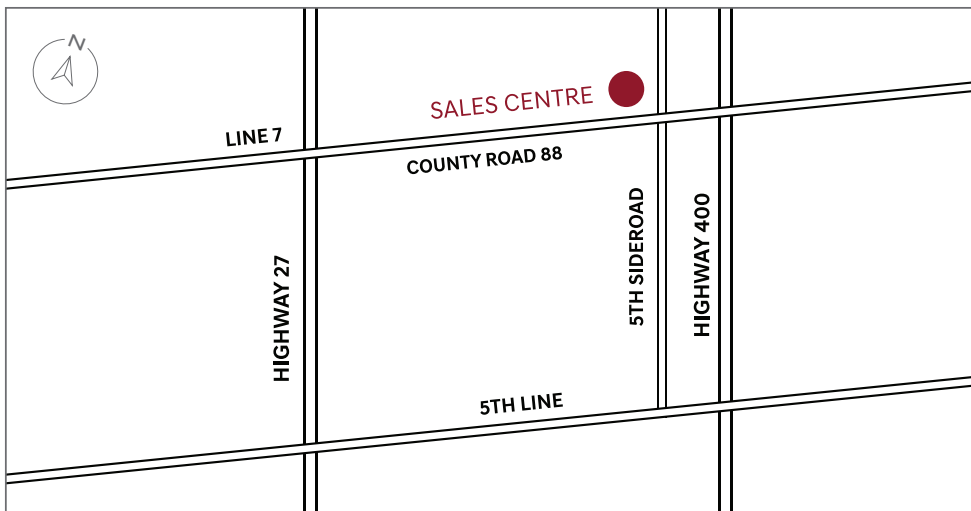 N
SALES CENTRE
LINE 7
COUNTY ROAD 88
HIGHWAY 27
5TH SIDEROAD
HIGHWAY 400
5TH LINE